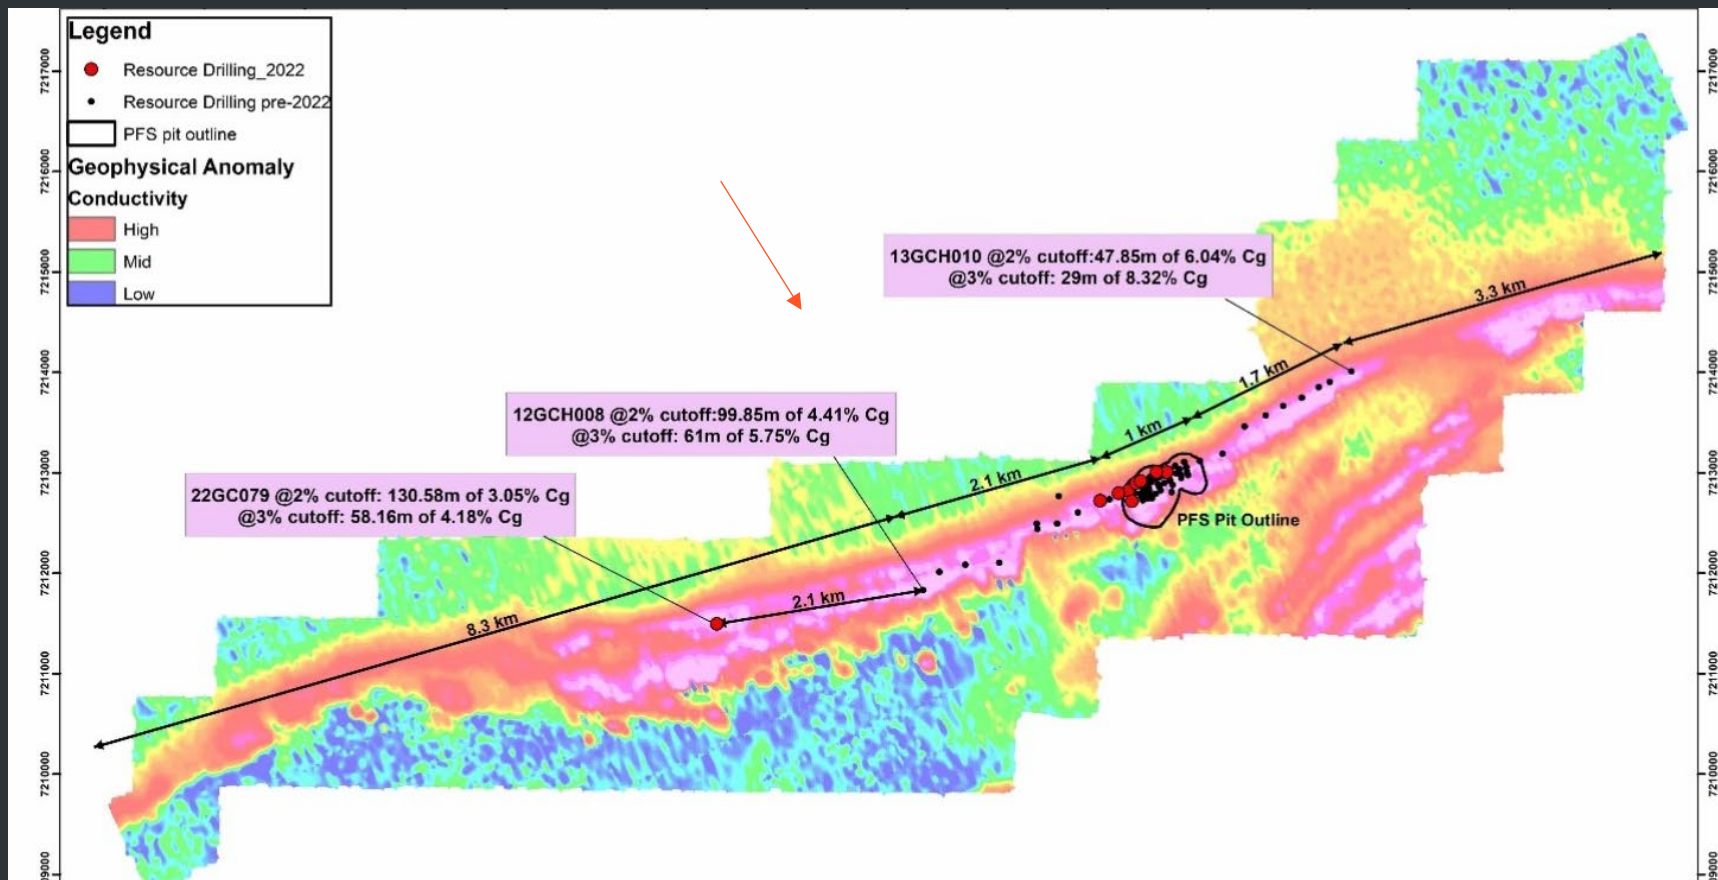 Legend
Resource Drilling_2022
Resource Drilling pre-2022
PFS pit outline
Geophysical Anomaly
Conductivity
High
Mid
Low
7217000
7216000
7215000
7214000
7213000
7212000
7211000
7210000
09000
7217000
7216000
7215000
7214000
7213000
7212000
7211000
7210000
09000
13GCH010 @2% cutoff:47.85m of 6.04% Cg
@3% cutoff: 29m of 8.32% Cg
3.3 km
1.7 km
12GCH008 @2% cutoff:99.85m of 4.41% Cg
@3% cutoff: 61m of 5.75% Cg
1 km
2.1 km
22GC079 @2% cutoff: 130.58m of 3.05% Cg
@3% cutoff: 58.16m of 4.18% Cg
PFS Pit Outline
2.1 km
8.3 km